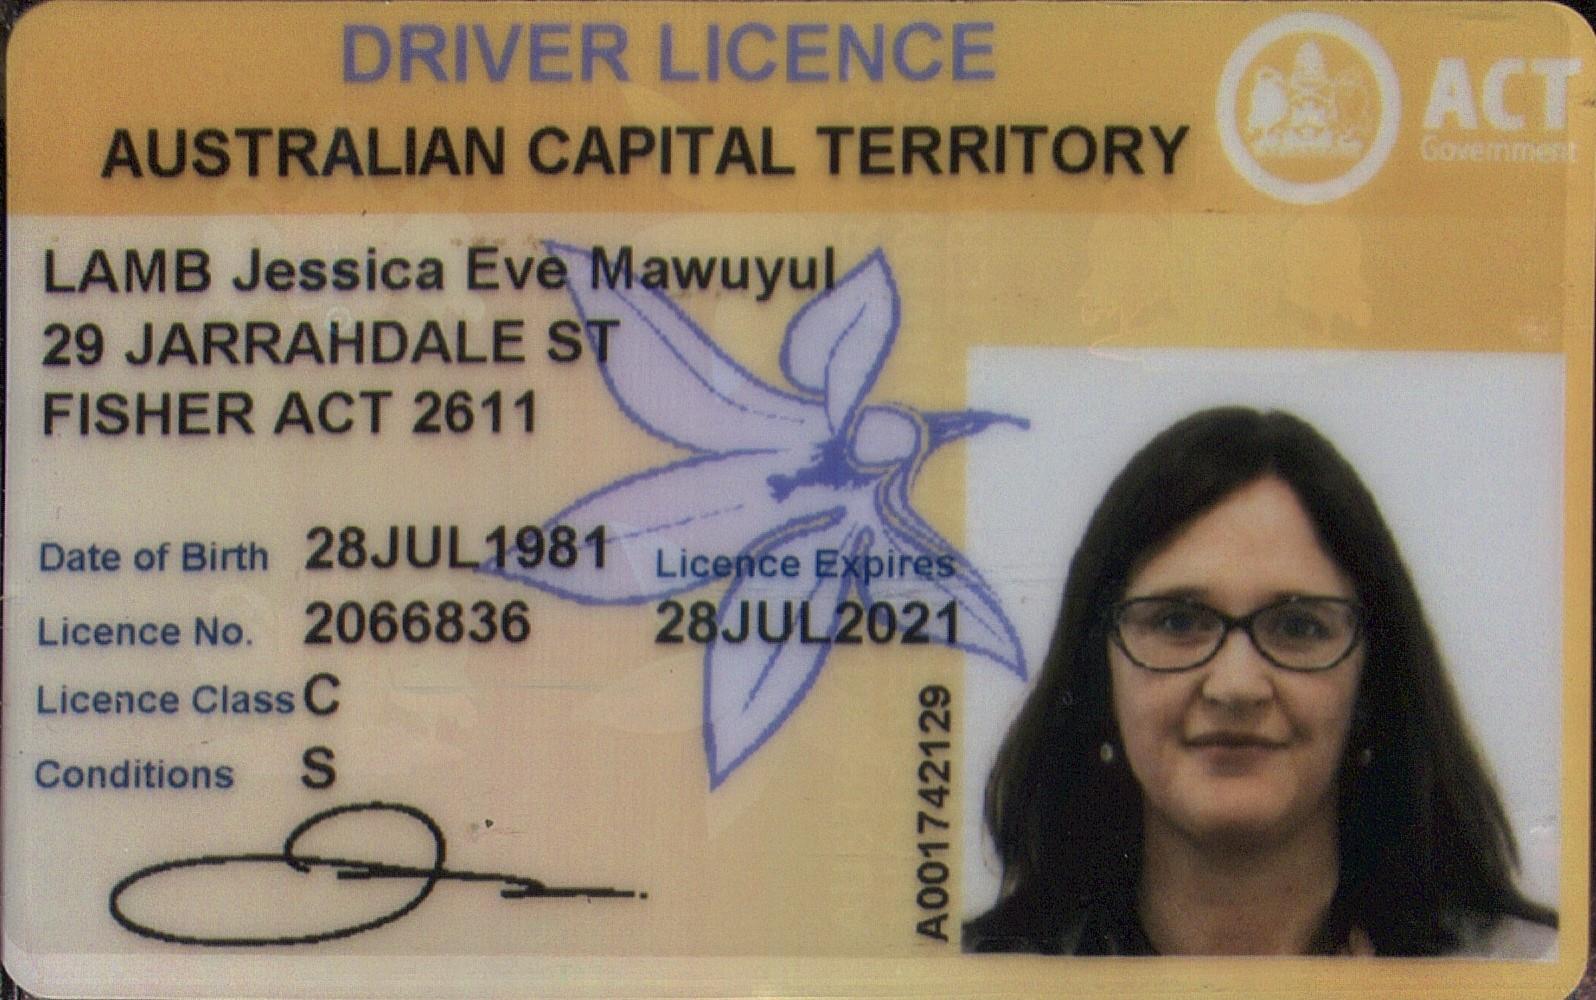 DRIVER LICENCE
AUSTRALIAN CAPITAL TERRITORY
ACT
Government
LAMB Jessica Eve Mawuyul
29 JARRAHDALE ST
FISHER ACT 2611
Date of Birth 28JUL1981
Licence Expires
Licence No. 2066836
28JUL2021
Licence Class C
Conditions S
A001742129